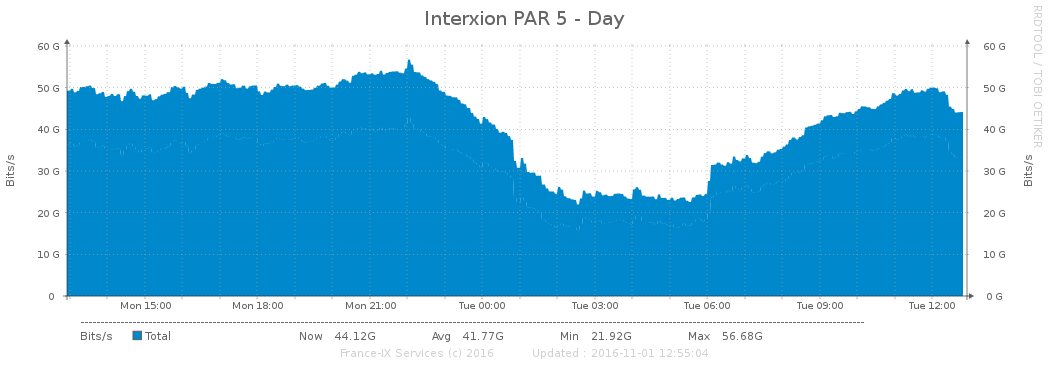 Interxion PAR 5 - Day
RRDTOOL / TOBI OETIKER
Bits/s
60 G
50 G
40 G
30 G
20 G
10 G
0
60 G
50 G
40 G
30 G
20 G
10 G
0 G
Bits/s
Mon 15:00 Mon 18:00 Mon 21:00 Tue 00:00 Tue 03:00 Tue 06:00 Tue 09:00 Tue 12:00
Bits/s Total Now 44.12G Avg 41.77G Min 21.92G Max 56.68G
France-IX Services (c) 2016 Updated : 2016-11-01 12:55:04